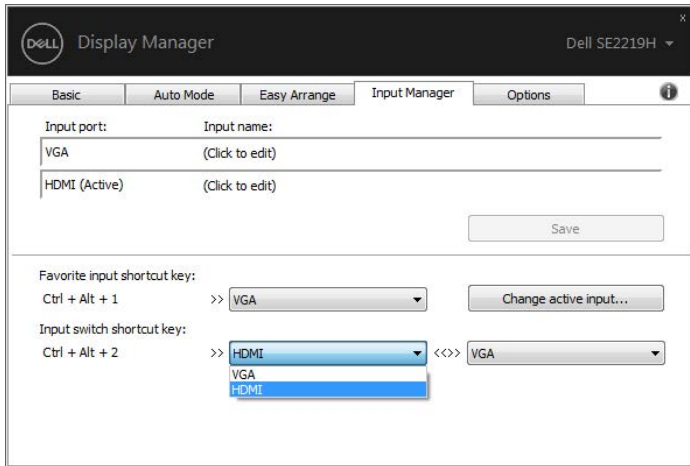 x
DELL Display Manager Dell SE2219H
Basic Auto Mode Easy Arrange Input Manager Options i
Input port: Input name:
VGA (Click to edit)
HDMI (Active) (Click to edit)
Save
Favorite input shortcut key:
Ctrl + Alt + 1 >> VGA Change active input...
Input switch shortcut key:
Ctrl + Alt + 2 >> HDMI <<>> VGA
VGA
HDMI